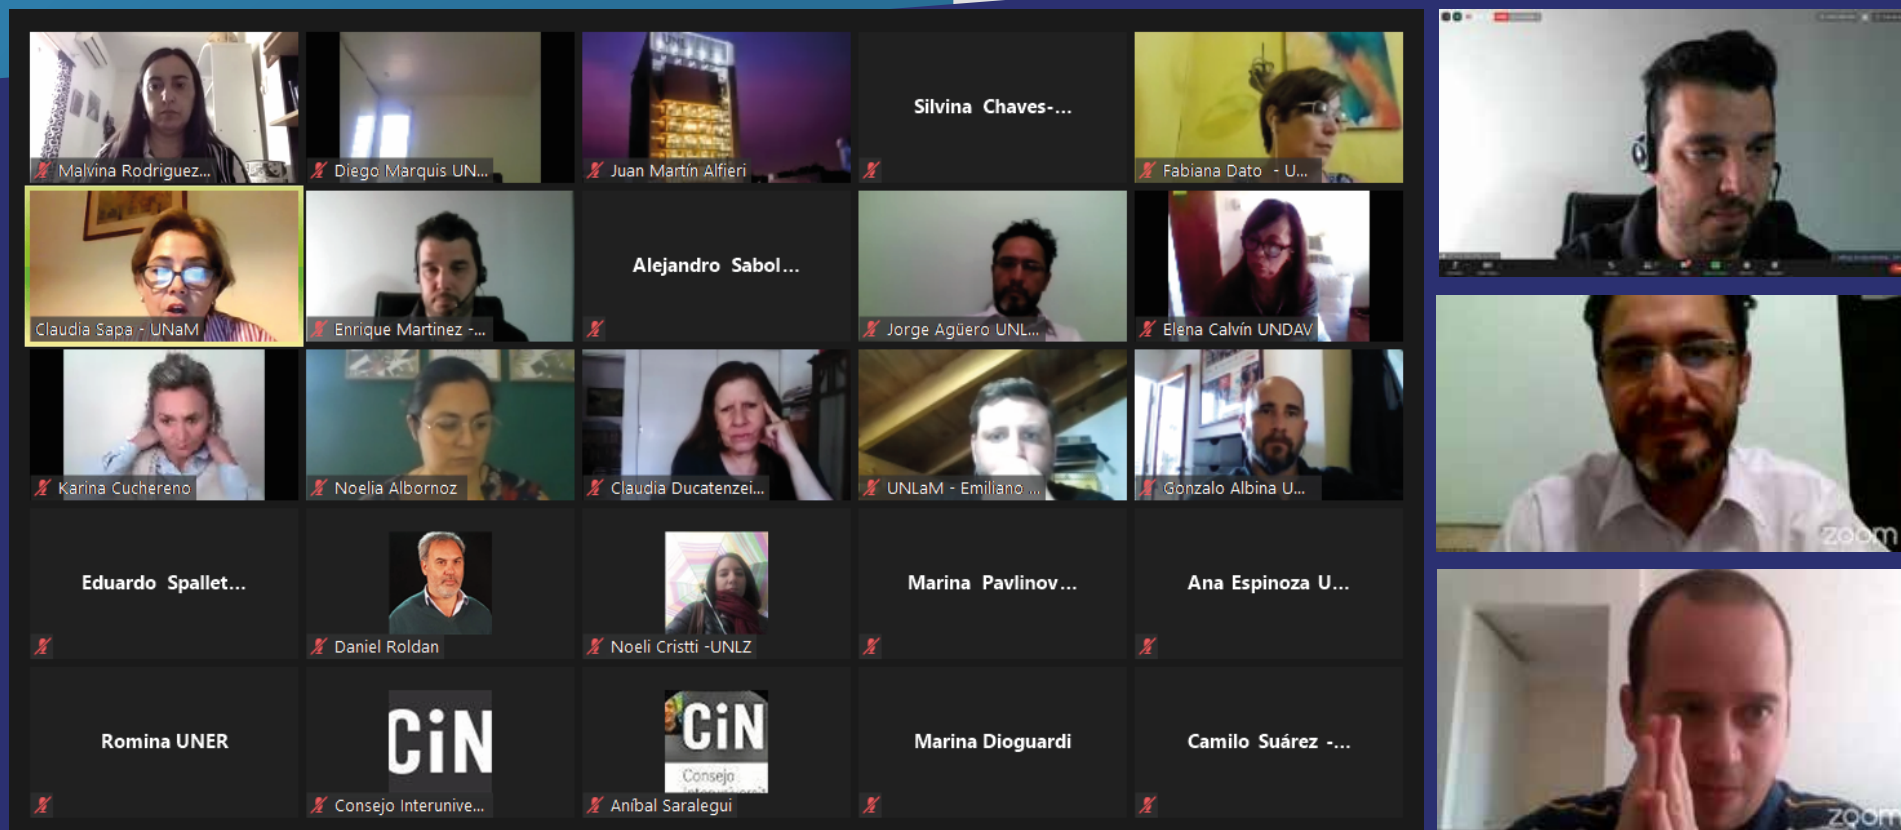 Malvina Rodriguez...
Diego Marquis UN...
Juan Martín Alfieri
Silvina Chaves-...
Fabiana Dato - U...
Claudia Sapa - UNaM
Enrique Martinez -...
Alejandro Sabol...
Jorge Agüero UNL...
Elena Calvín UNDAV
Karina Cuchereno
Noelia Albornoz
Claudia Ducatenzei...
UNLaM - Emiliano ...
Gonzalo Albina U...
Eduardo Spallet...
Daniel Roldan
Noeli Cristti -UNLZ
Marina Pavlinov...
Ana Espinoza U...
Romina UNER
CiN
Consejo Interunive...
CiN
Consejo
Aníbal Saralegui
Marina Dioguardi
Camilo Suárez -...
zoom
zoom